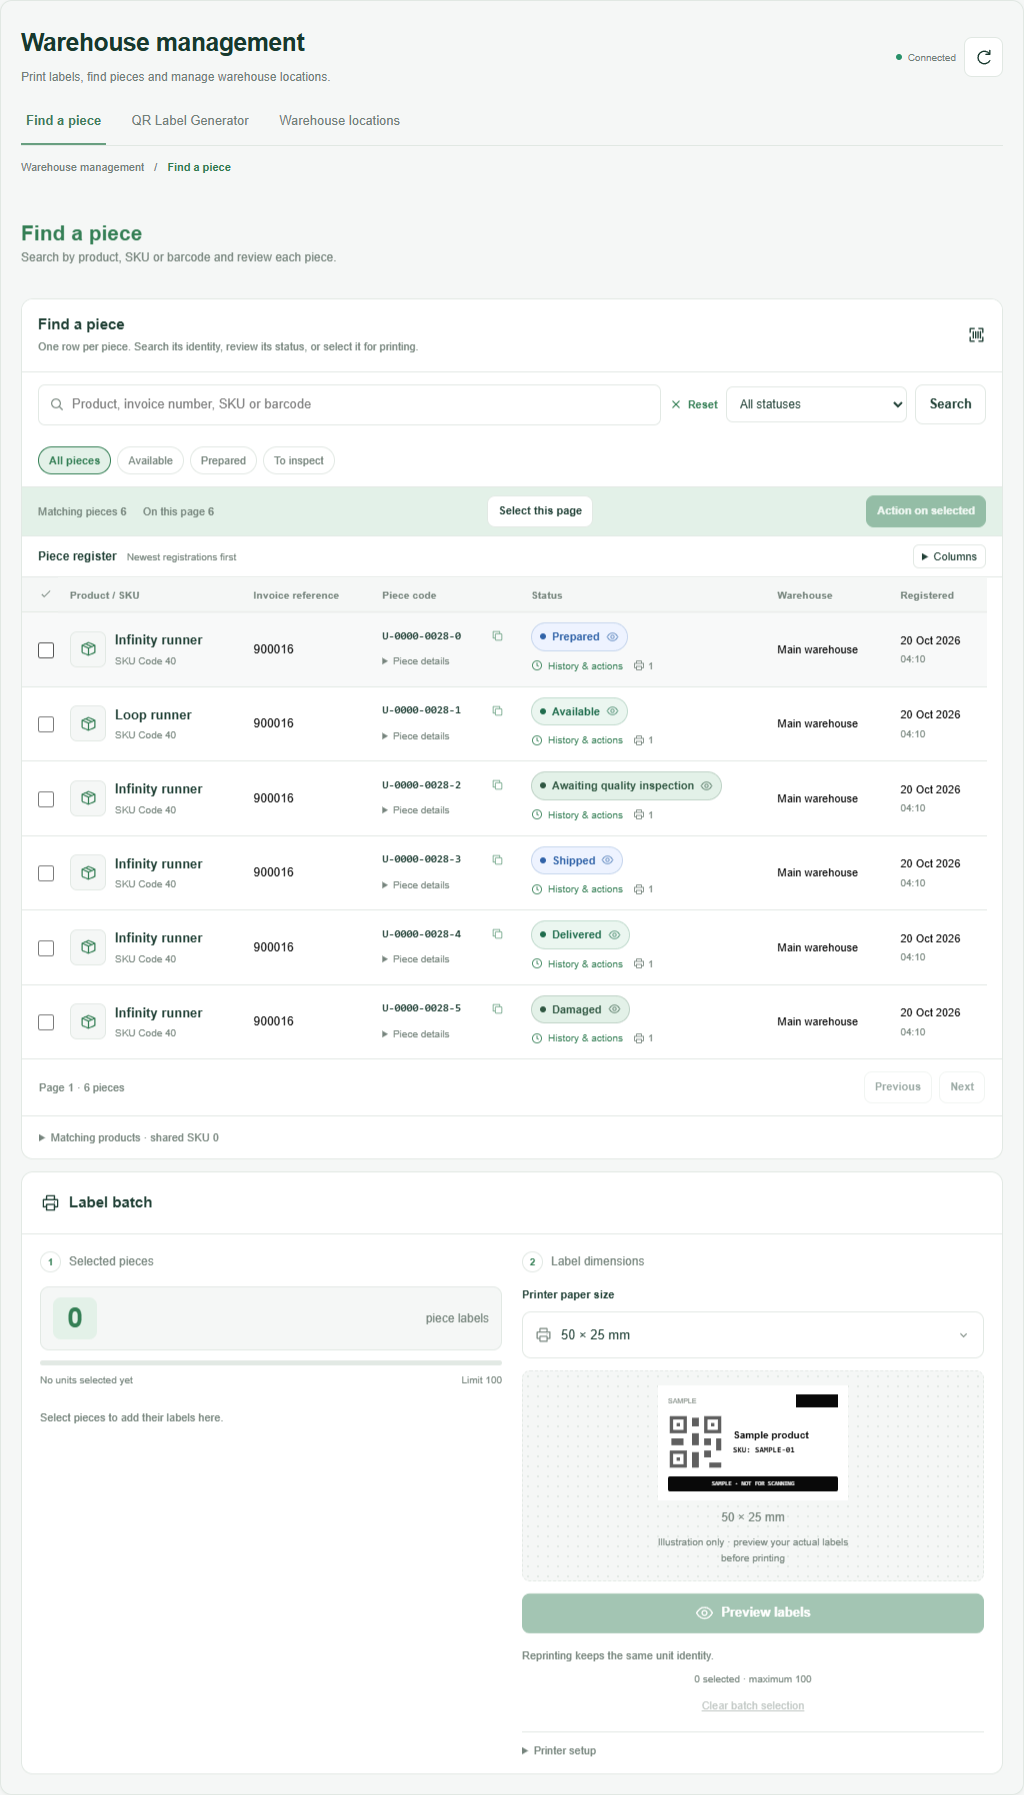 Warehouse management
Print labels, find pieces and manage warehouse locations.
Connected
Find a piece
QR Label Generator
Warehouse locations
Warehouse management / Find a piece
Find a piece
Search by product, SKU or barcode and review each piece.
Find a piece
One row per piece. Search its identity, review its status, or select it for printing.
Product, invoice number, SKU or barcode
Reset
All statuses
Search
All pieces
Available
Prepared
To inspect
Matching pieces 6
On this page 6
Select this page
Action on selected
Piece register
Newest registrations first
Columns
Product / SKU
Invoice reference
Piece code
Status
Warehouse
Registered
Infinity runner
SKU Code 40
900016
U-0000-0028-0
Piece details
Prepared
History & actions
1
Main warehouse
20 Oct 2026
04:10
Loop runner
SKU Code 40
900016
U-0000-0028-1
Piece details
Available
History & actions
1
Main warehouse
20 Oct 2026
04:10
Infinity runner
SKU Code 40
900016
U-0000-0028-2
Piece details
Awaiting quality inspection
History & actions
1
Main warehouse
20 Oct 2026
04:10
Infinity runner
SKU Code 40
900016
U-0000-0028-3
Piece details
Shipped
History & actions
1
Main warehouse
20 Oct 2026
04:10
Infinity runner
SKU Code 40
900016
U-0000-0028-4
Piece details
Delivered
History & actions
1
Main warehouse
20 Oct 2026
04:10
Infinity runner
SKU Code 40
900016
U-0000-0028-5
Piece details
Damaged
History & actions
1
Main warehouse
20 Oct 2026
04:10
Page 1 · 6 pieces
Previous
Next
Matching products · shared SKU 0
Label batch
1
Selected pieces
0
piece labels
No units selected yet
Limit 100
Select pieces to add their labels here.
2
Label dimensions
Printer paper size
50 × 25 mm
SAMPLE
Sample product
SKU: SAMPLE-01
SAMPLE · NOT FOR SCANNING
50 × 25 mm
Illustration only · preview your actual labels
before printing
Preview labels
Reprinting keeps the same unit identity.
0 selected · maximum 100
Clear batch selection
Printer setup